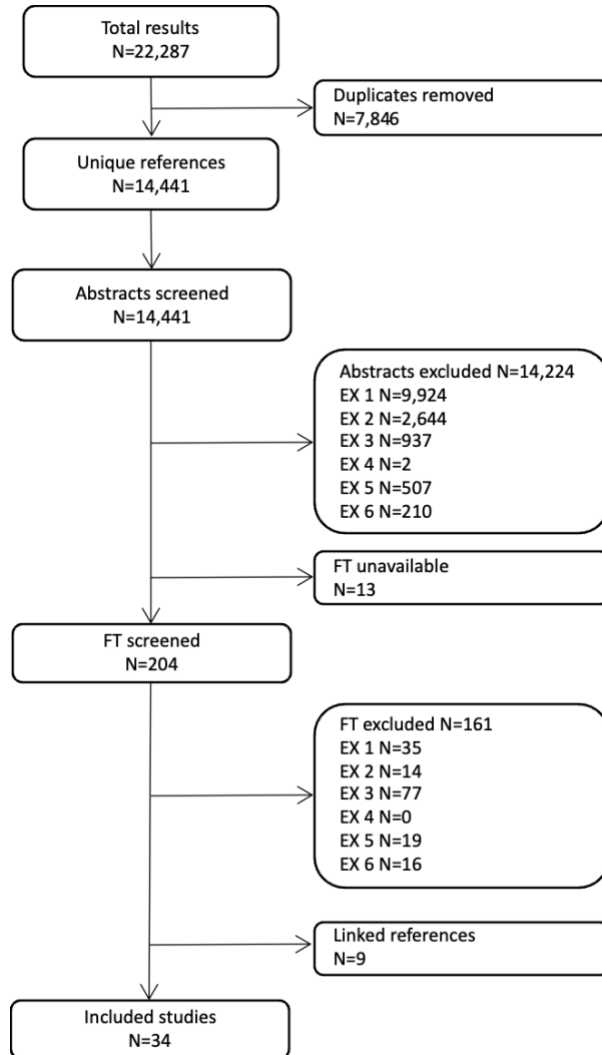 Total results
N=22,287
Duplicates removed
N=7,846
Unique references
N=14,441
Abstracts screened
N=14,441
Abstracts excluded N=14,224
EX 1 N=9,924
EX 2 N=2,644
EX 3 N=937
EX 4 N=2
EX 5 N=507
EX 6 N=210
FT unavailable
N=13
FT screened
N=204
FT excluded N=161
EX 1 N=35
EX 2 N=14
EX 3 N=77
EX 4 N=0
EX 5 N=19
EX 6 N=16
Linked references
N=9
Included studies
N=34